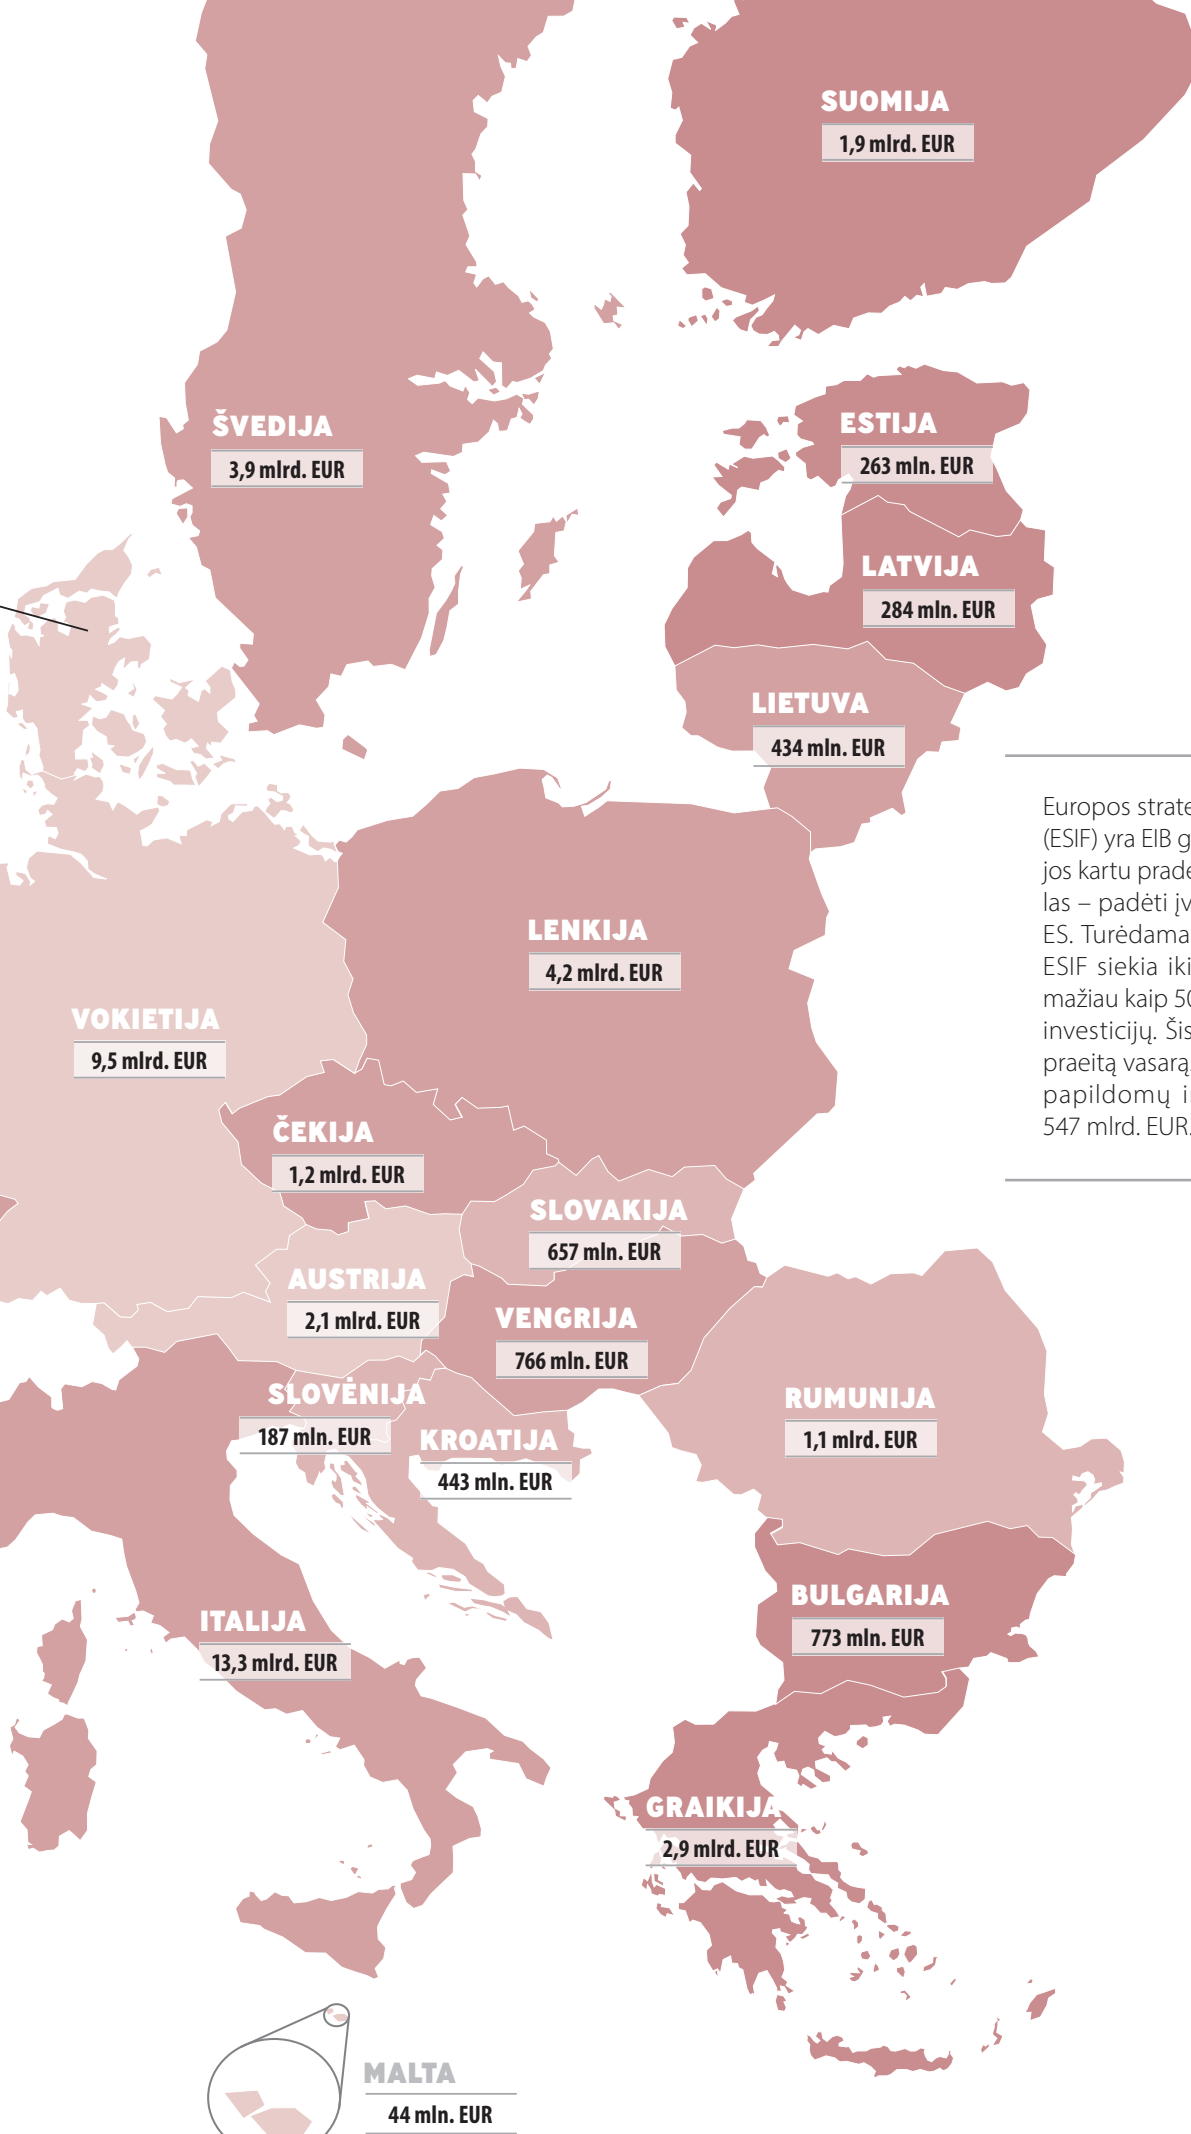 SUOMIJA
1,9 mlrd. EUR
ŠVEDIJA
3,9 mlrd. EUR
ESTIJA
263 mln. EUR
LATVIJA
284 mln. EUR
LIETUVA
434 mln. EUR
Europos strate
(ESIF) yra EIB g
jos kartu prade
las – padėti įv
ES. Turėdama
ESIF siekia iki
mažiau kaip 50
investicijų. Šis
praeitą vasarą,
papildomų in
547 mlrd. EUR.
LENKIJA
4,2 mlrd. EUR
VOKIETIJA
9,5 mlrd. EUR
ČEKIJA
1,2 mlrd. EUR
SLOVAKIJA
657 mln. EUR
AUSTRIJA
2,1 mlrd. EUR
VENGRIJA
766 mln. EUR
SLOVĖNIJA
187 mln. EUR
KROATIJA
443 mln. EUR
RUMUNIJA
1,1 mlrd. EUR
BULGARIJA
773 mln. EUR
ITALIJA
13,3 mlrd. EUR
GRAIKIJA
2,9 mlrd. EUR
MALTA
44 mln. EUR